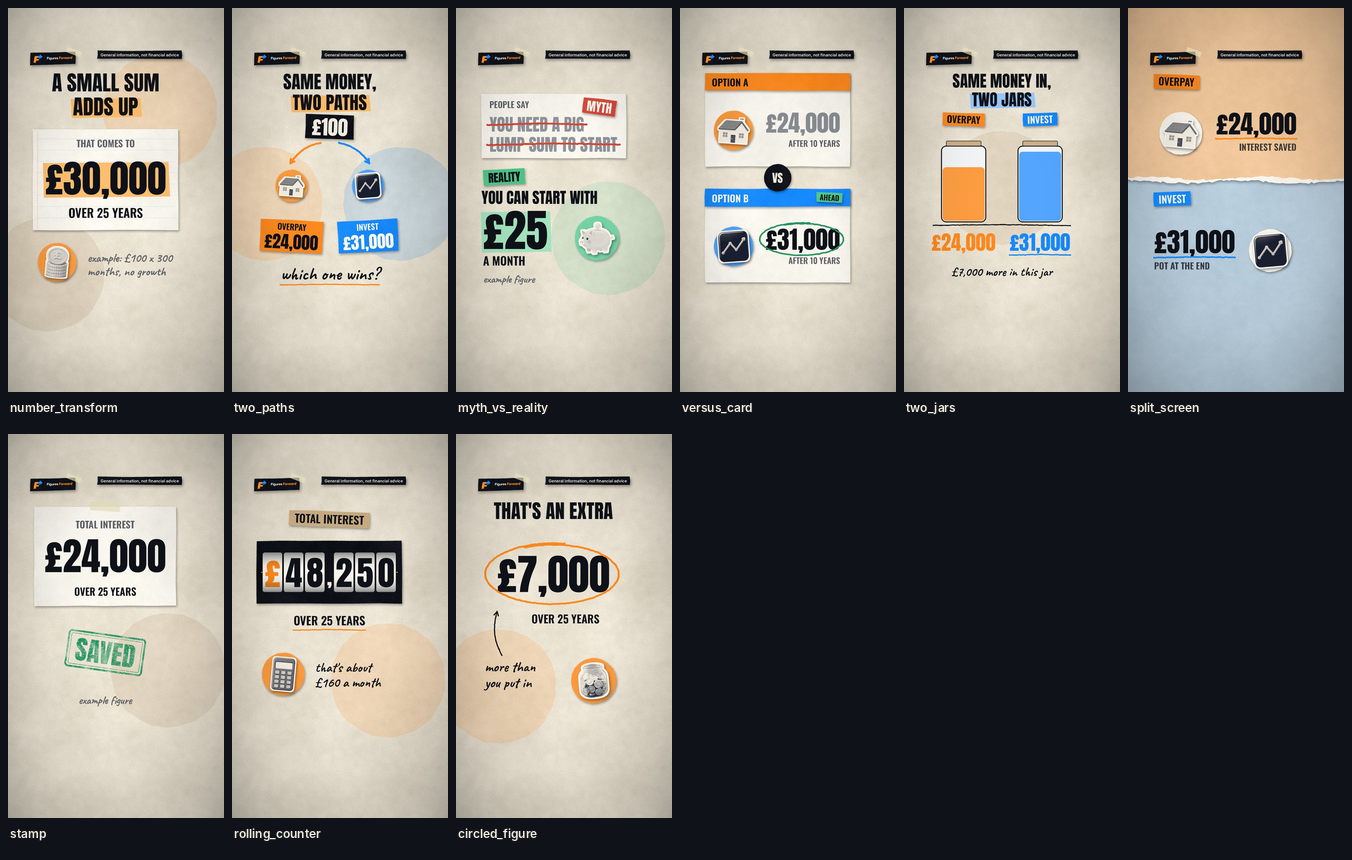 Figures Forward
General information, not financial advice
A SMALL SUM
ADDS UP
THAT COMES TO
£30,000
OVER 25 YEARS
example: £100 x 300
months, no growth
number_transform
Figures Forward
General information, not financial advice
SAME MONEY,
TWO PATHS
£100
OVERPAY
£24,000
INVEST
£31,000
which one wins?
two_paths
Figures Forward
General information, not financial advice
PEOPLE SAY
MYTH
YOU NEED A BIG
LUMP SUM TO START
REALITY
YOU CAN START WITH
£25
A MONTH
example figure
myth_vs_reality
Figures Forward
General information, not financial advice
OPTION A
£24,000
AFTER 10 YEARS
VS
OPTION B
AHEAD
£31,000
AFTER 10 YEARS
versus_card
Figures Forward
General information, not financial advice
SAME MONEY IN,
TWO JARS
OVERPAY
INVEST
£24,000
£31,000
£7,000 more in this jar
two_jars
Figures Forward
General information, not financial advice
OVERPAY
£24,000
INTEREST SAVED
INVEST
£31,000
POT AT THE END
split_screen
Figures Forward
General information, not financial advice
TOTAL INTEREST
£24,000
OVER 25 YEARS
SAVED
example figure
stamp
Figures Forward
General information, not financial advice
TOTAL INTEREST
£48,250
OVER 25 YEARS
that's about
£160 a month
rolling_counter
Figures Forward
General information, not financial advice
THAT'S AN EXTRA
£7,000
OVER 25 YEARS
more than
you put in
circled_figure